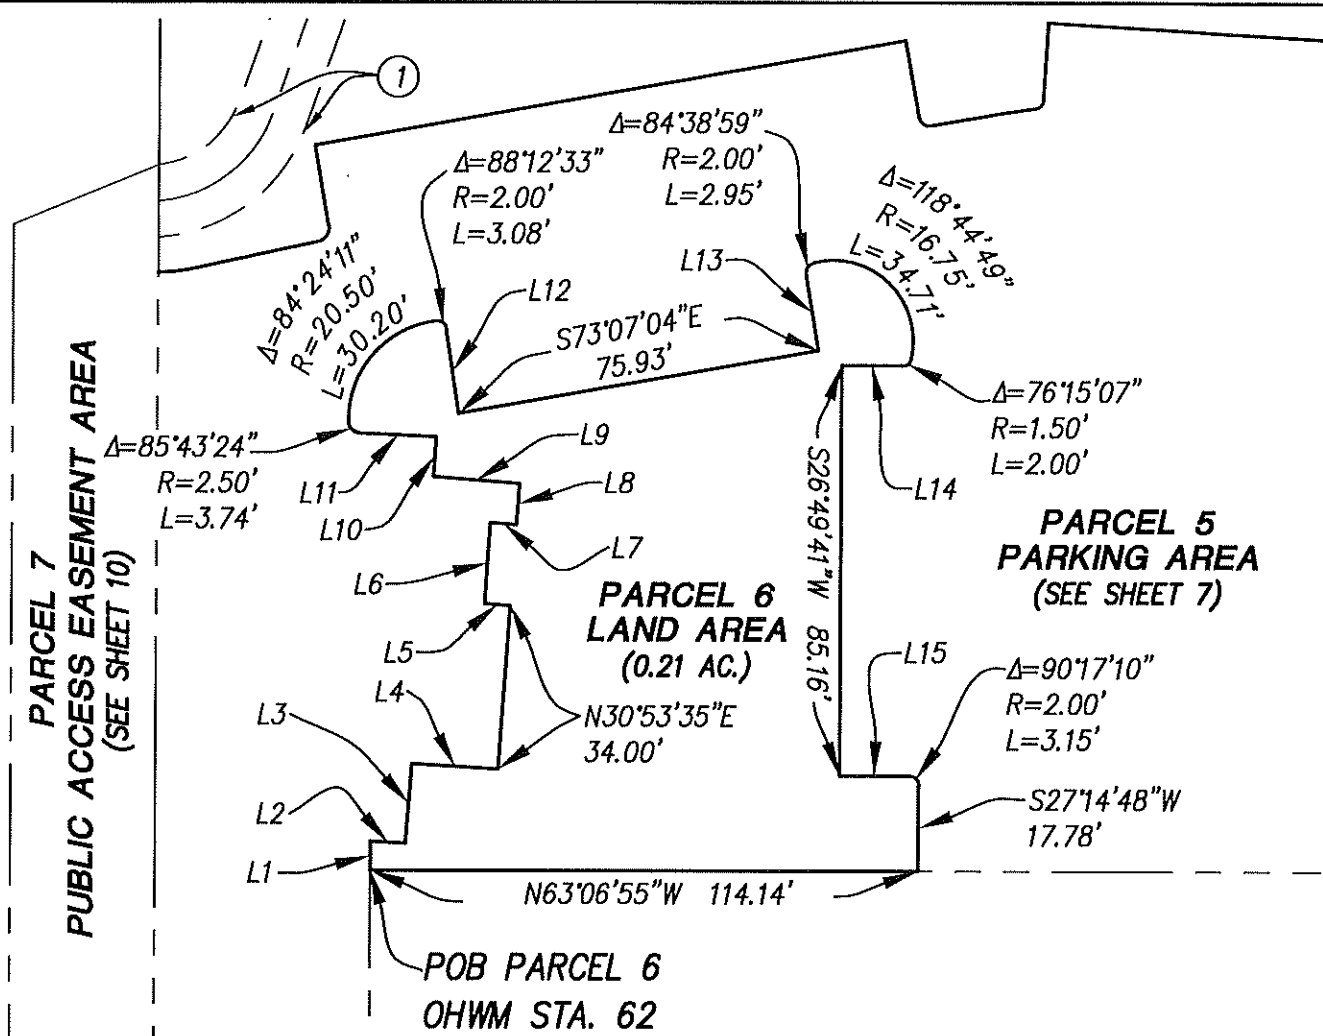 1
Δ=84°38'59"
R=2.00'
L=2.95'
Δ=88°12'33"
R=2.00'
L=3.08'
Δ=118°44'49"
R=16.75'
L=34.71'
Δ=84°24'11"
R=20.50'
L=30.20'
L13
L12
S73°07'04"E
75.93'
Δ=76°15'07"
R=1.50'
L=2.00'
Δ=85°43'24"
R=2.50'
L=3.74'
L9
L11
L10
L8
L14
L7
L6
S26°49'41"W 85.16'
PARCEL 5
PARKING AREA
(SEE SHEET 7)
PARCEL 6
LAND AREA
(0.21 AC.)
PARCEL 7
PUBLIC ACCESS EASEMENT AREA
(SEE SHEET 10)
L5
L4
L3
L15
N30°53'35"E
34.00'
Δ=90°17'10"
R=2.00'
L=3.15'
L2
L1
S27°14'48"W
17.78'
N63°06'55"W 114.14'
POB PARCEL 6
OHWM STA. 62